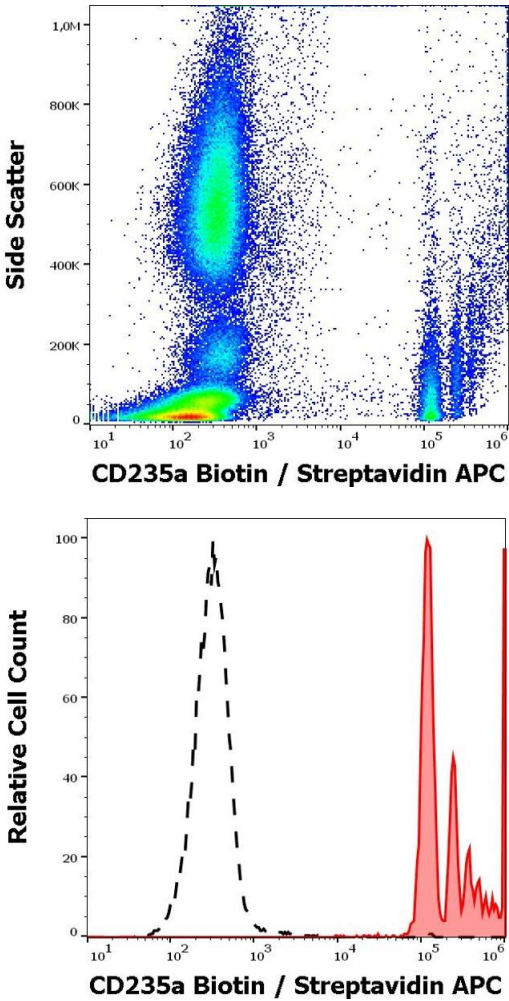 Side Scatter
1,0M
800K
600K
400K
200K
0
10¹ 10² 10³ 10⁴ 10⁵ 10⁶
CD235a Biotin / Streptavidin APC
Relative Cell Count
100
80
60
40
20
0
10¹ 10² 10³ 10⁴ 10⁵ 10⁶
CD235a Biotin / Streptavidin APC